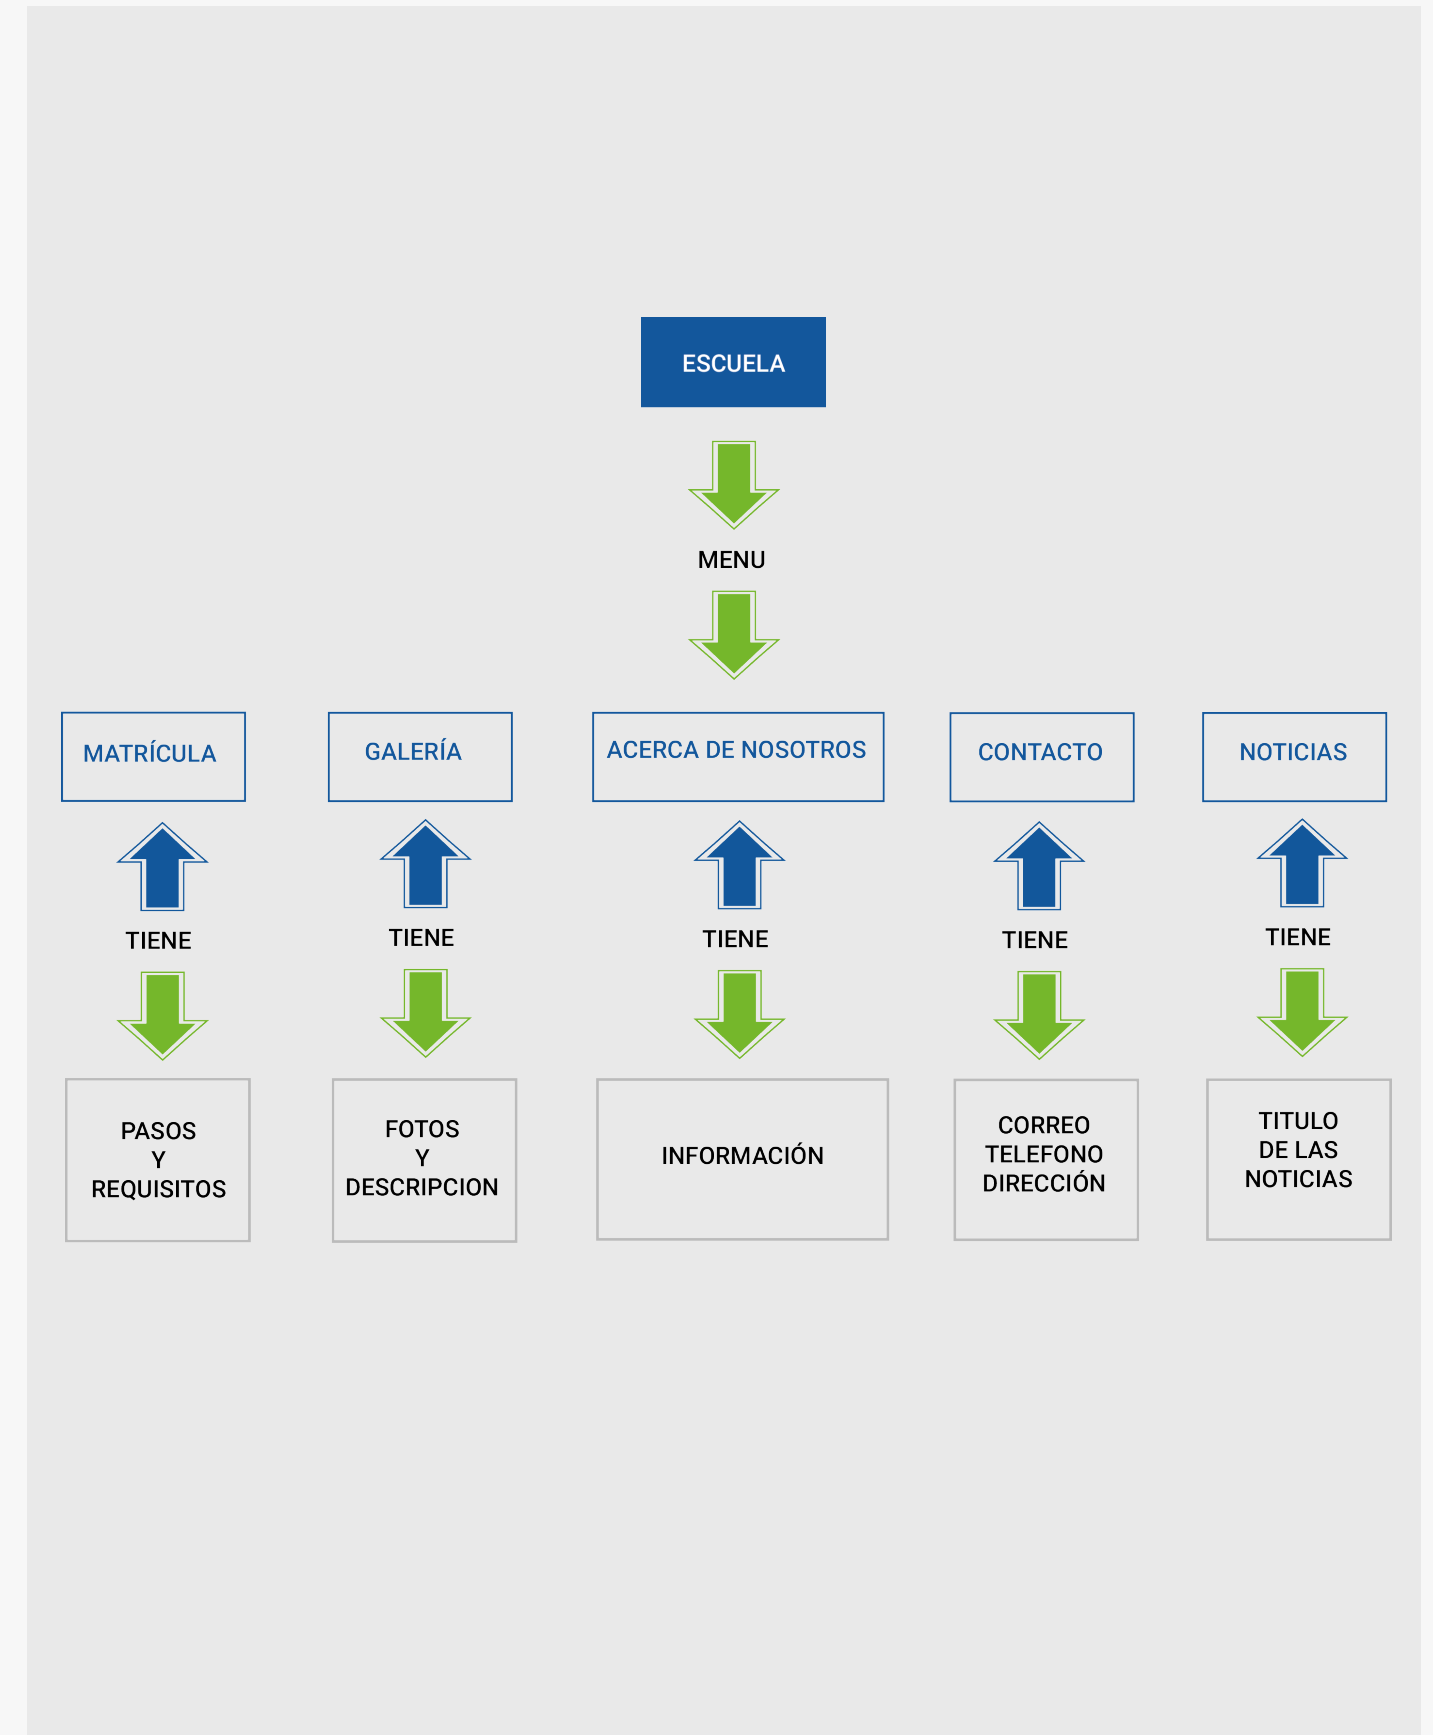 ESCUELA
MENU
MATRÍCULA
GALERÍA
ACERCA DE NOSOTROS
CONTACTO
NOTICIAS
TIENE
TIENE
TIENE
TIENE
TIENE
PASOS
Y
REQUISITOS
FOTOS
Y
DESCRIPCION
INFORMACIÓN
CORREO
TELEFONO
DIRECCIÓN
TITULO
DE LAS
NOTICIAS